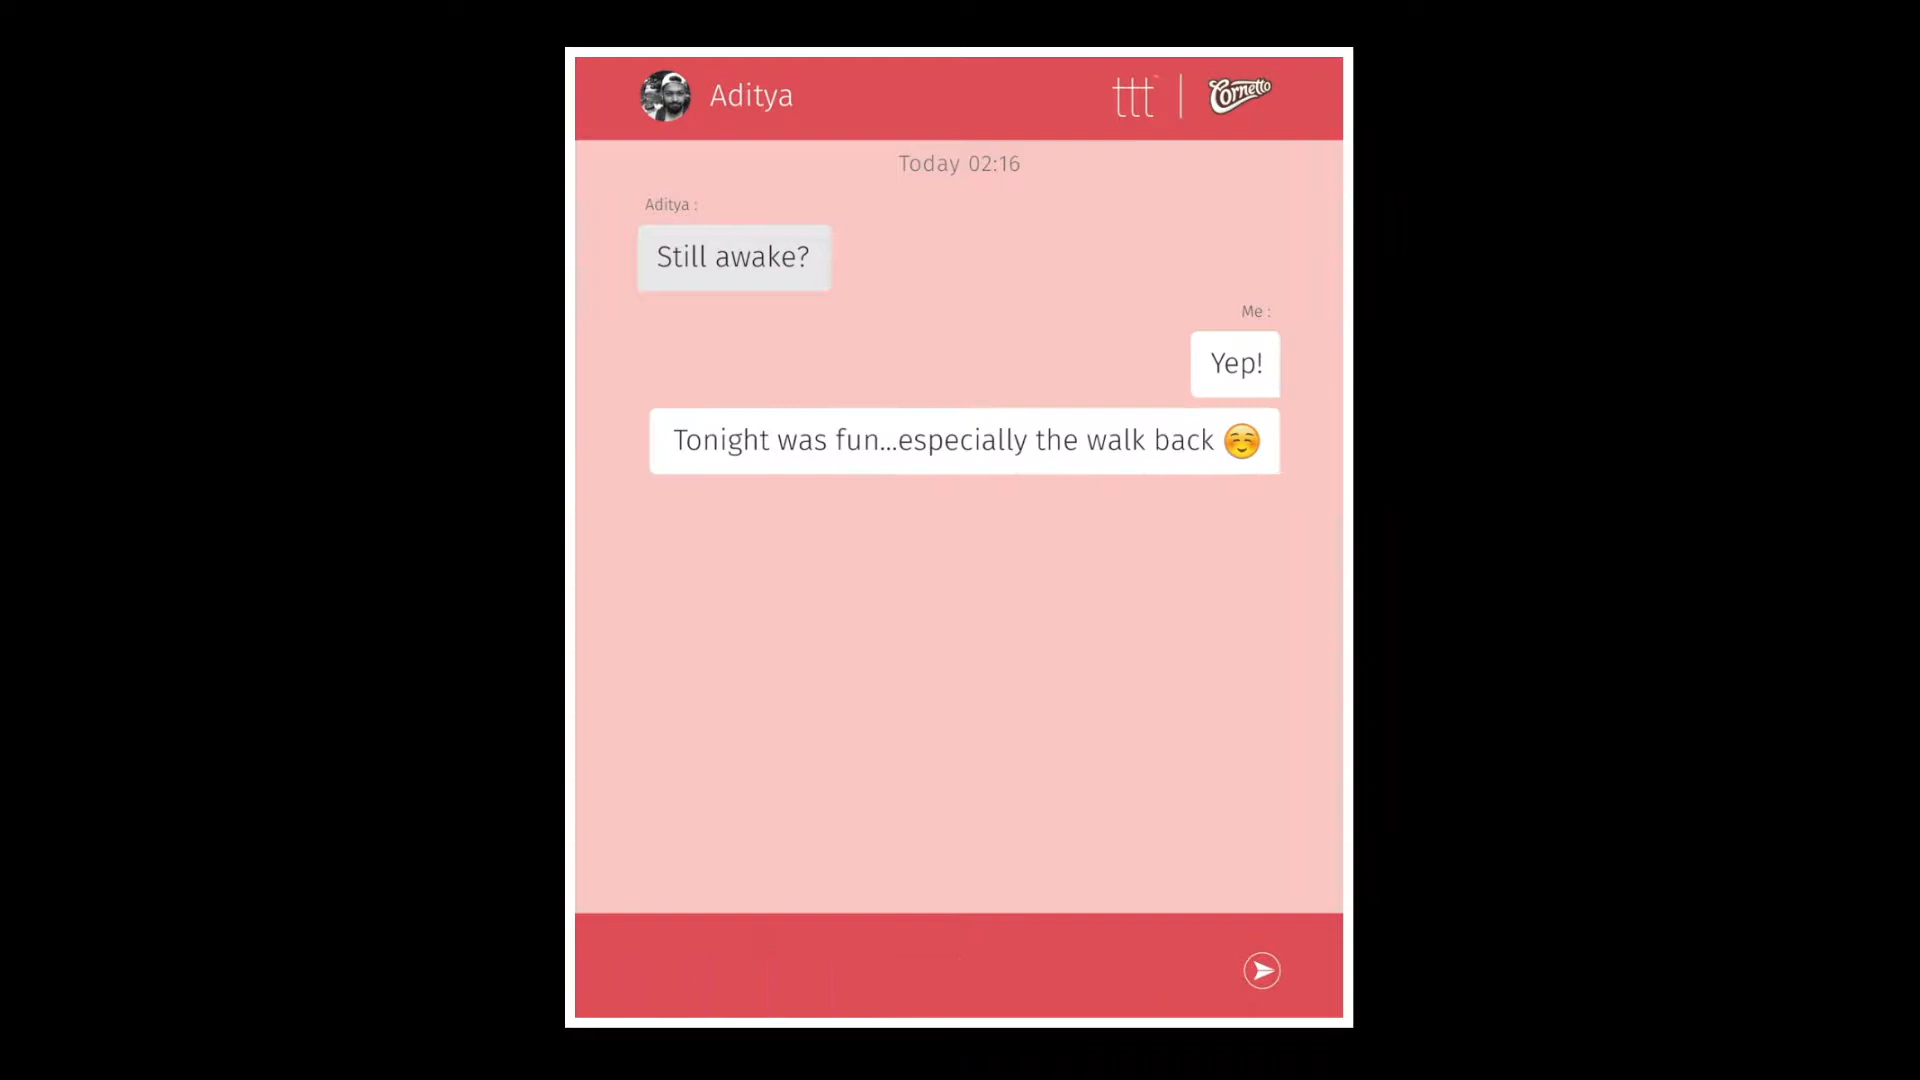 Aditya
ttt
Cornetto
Today 02:16
Aditya :
Still awake?
Me :
Yep!
Tonight was fun...especially the walk back ☺️